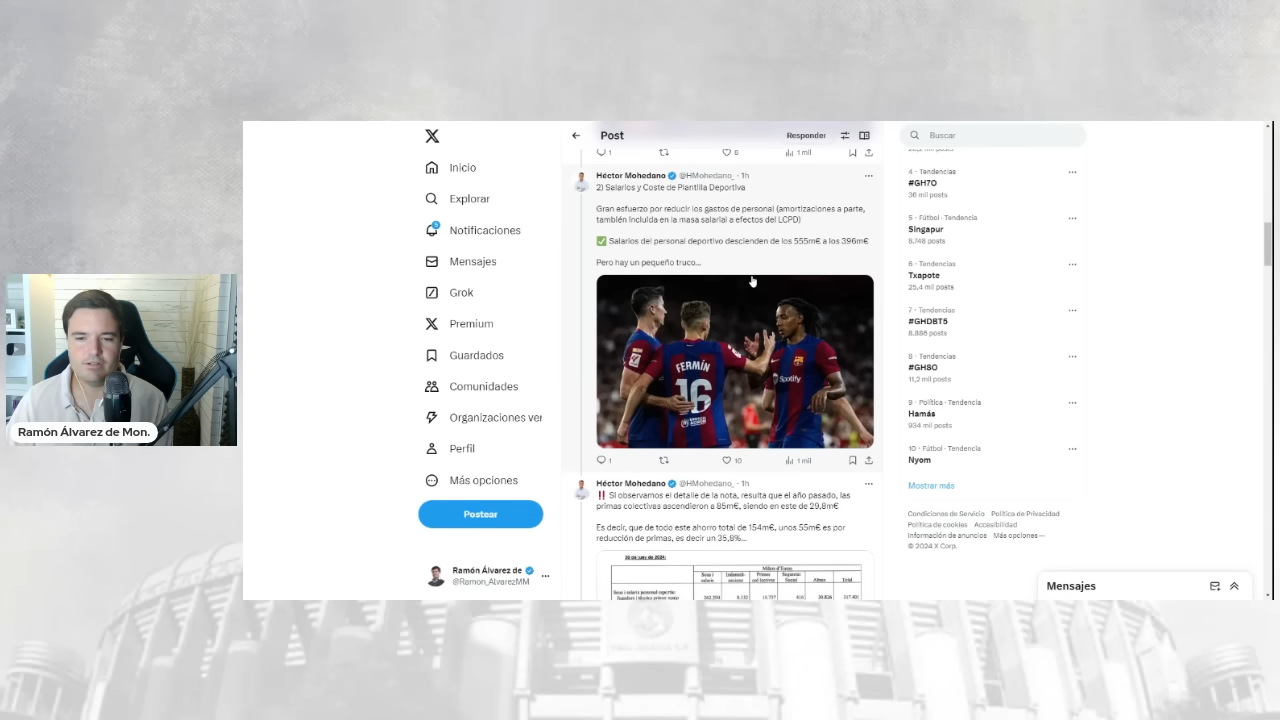 Post
Responder
Buscar
Inicio
Explorar
Notificaciones
Mensajes
Grok
Premium
Guardados
Comunidades
Organizaciones ver
Perfil
Más opciones
Postear
Ramón Álvarez de
@Ramon_AlvarezMM
1
8
1 mil
Héctor Mohedano @HMohedano_ · 1h
2) Salarios y Coste de Plantilla Deportiva
Gran esfuerzo por reducir los gastos de personal (amortizaciones a parte,
también incluida en la masa salarial a efectos del LCPD)
✅ Salarios del personal deportivo descienden de los 555m€ a los 396m€
Pero hay un pequeño truco...
FERMÍN
16
Spotify
1
10
1 mil
Héctor Mohedano @HMohedano_ · 1h
‼️ Si observamos el detalle de la nota, resulta que el año pasado, las
primas colectivas ascendieron a 85m€, siendo en este de 29,8m€
Es decir, que de todo este ahorro total de 154m€, unos 55m€ es por
reducción de primas, es decir un 35,8%...
Total
4 · Tendencias
#GH7O
36 mil posts
5 · Fútbol · Tendencia
Singapur
8.748 posts
6 · Tendencias
Txapote
25,4 mil posts
7 · Tendencias
#GHDBT5
8.886 posts
8 · Tendencias
#GH8O
11,2 mil posts
9 · Política · Tendencia
Hamás
934 mil posts
10 · Fútbol · Tendencia
Nyom
Mostrar más
Condiciones de Servicio Política de Privacidad
Política de cookies Accesibilidad
Información de anuncios Más opciones
© 2024 X Corp.
Mensajes
Ramón Álvarez de Mon.